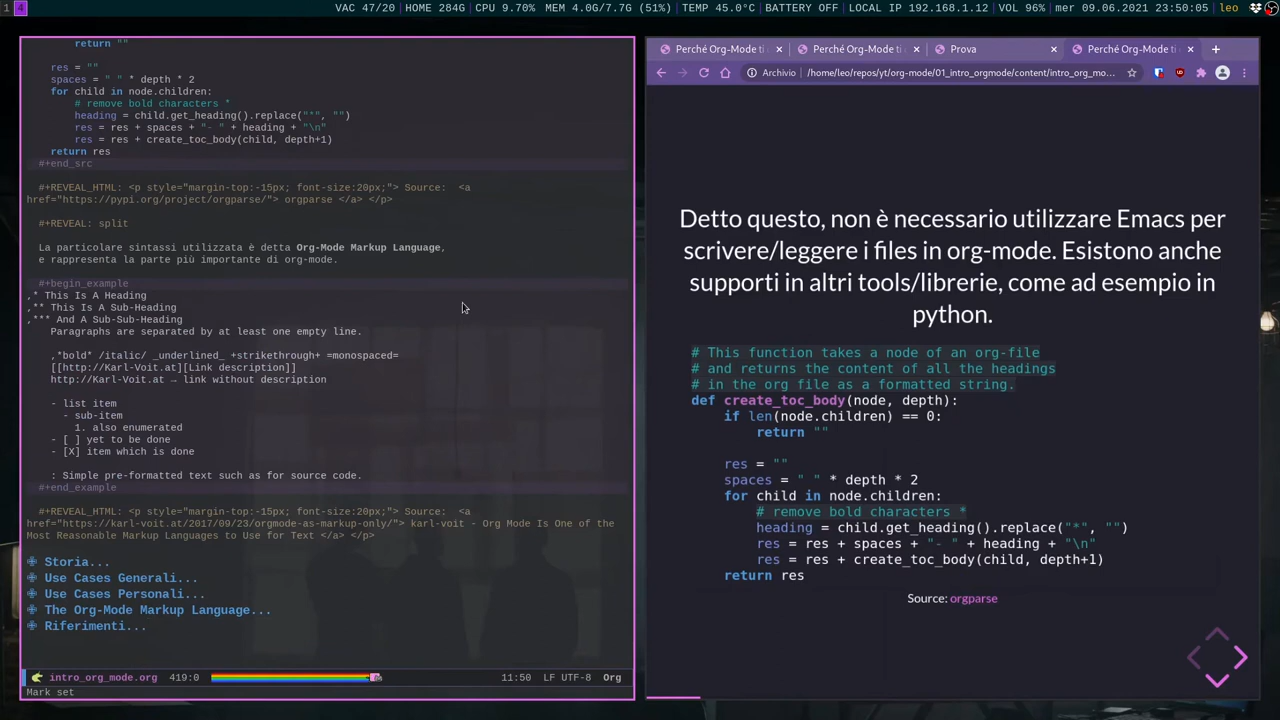 1 4 VAC 47/20 |HOME 284G| CPU 9.70% MEM 4.0G/7.7G (51%) |TEMP 45.0°C|BATTERY OFF |LOCAL IP 192.168.1.12 |VOL 96%| mer 09.06.2021 23:50:05 |leo
return ""
res = ""
spaces = " " * depth * 2
for child in node.children:
# remove bold characters *
heading = child.get_heading().replace("*", "")
res = res + spaces + "- " + heading + "\n"
res = res + create_toc_body(child, depth+1)
return res
#+end_src
#+REVEAL_HTML: <p style="margin-top:-15px; font-size:20px;"> Source:  <a
href="https://pypi.org/project/orgparse/"> orgparse </a> </p>
#+REVEAL: split
La particolare sintassi utilizzata è detta Org-Mode Markup Language,
e rappresenta la parte più importante di org-mode.
#+begin_example
,* This Is A Heading
,** This Is A Sub-Heading
,*** And A Sub-Sub-Heading
Paragraphs are separated by at least one empty line.
,*bold* /italic/ _underlined_ +strikethrough+ =monospaced=
[[http://Karl-Voit.at][Link description]]
http://Karl-Voit.at → link without description
- list item
- sub-item
1. also enumerated
- [ ] yet to be done
- [X] item which is done
: Simple pre-formatted text such as for source code.
#+end_example
#+REVEAL_HTML: <p style="margin-top:-15px; font-size:20px;"> Source:  <a
href="https://karl-voit.at/2017/09/23/orgmode-as-markup-only/"> karl-voit - Org Mode Is One of the
Most Reasonable Markup Languages to Use for Text </a> </p>
Storia...
Use Cases Generali...
Use Cases Personali...
The Org-Mode Markup Language...
Riferimenti...
intro_org_mode.org 419:0 11:50 LF UTF-8 Org
Mark set
Perché Org-Mode ti Perché Org-Mode ti Prova Perché Org-Mode ti
Archivio | /home/leo/repos/yt/org-mode/01_intro_orgmode/content/intro_org_mo...
Detto questo, non è necessario utilizzare Emacs per
scrivere/leggere i files in org-mode. Esistono anche
supporti in altri tools/librerie, come ad esempio in
python.
# This function takes a node of an org-file
# and returns the content of all the headings
# in the org file as a formatted string.
def create_toc_body(node, depth):
if len(node.children) == 0:
return ""
res = ""
spaces = " " * depth * 2
for child in node.children:
# remove bold characters *
heading = child.get_heading().replace("*", "")
res = res + spaces + "- " + heading + "\n"
res = res + create_toc_body(child, depth+1)
return res
Source: orgparse